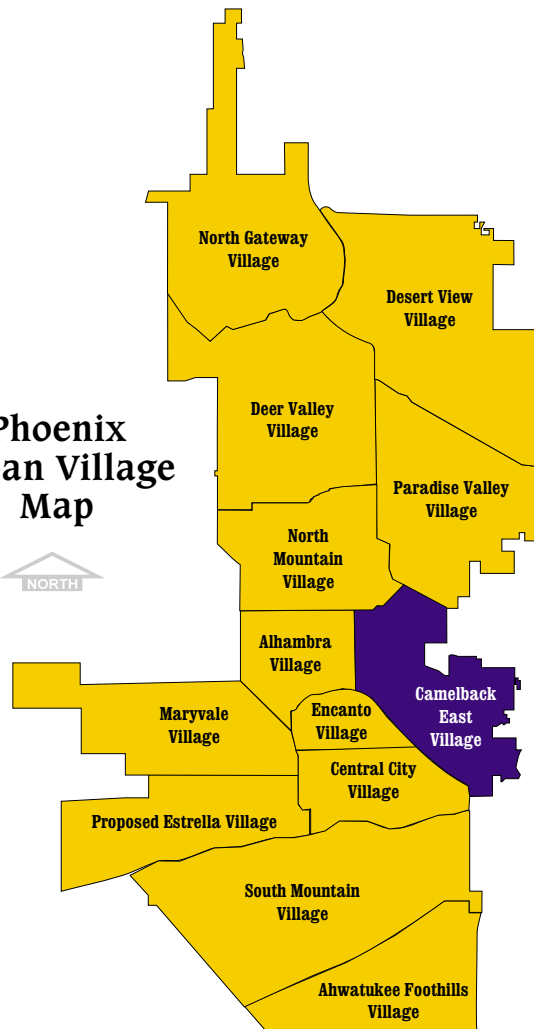 North Gateway
Village
Desert View
Village
Deer Valley
Village
Phoenix
an Village
Map
Paradise Valley
Village
North
Mountain
Village
NORTH
Alhambra
Village
Camelback
East
Village
Maryvale
Village
Encanto
Village
Central City
Village
Proposed Estrella Village
South Mountain
Village
Ahwatukee Foothills
Village